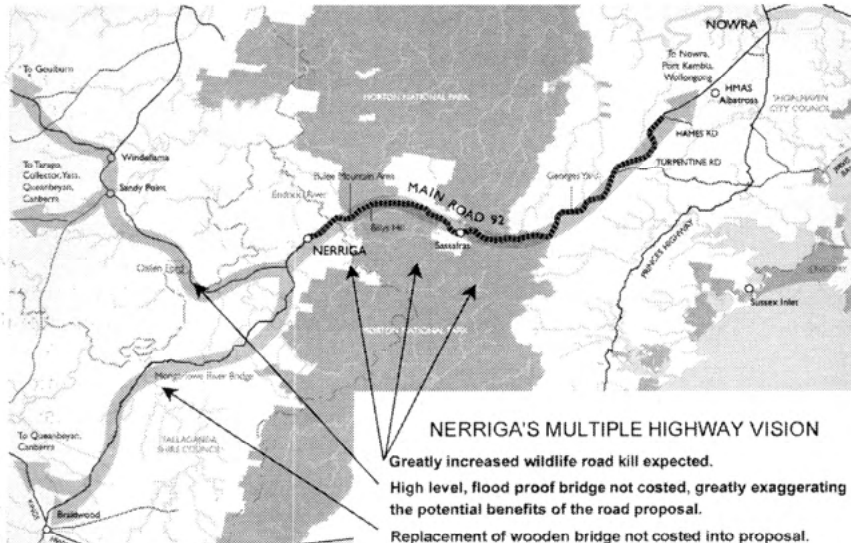 NOWRA
To Nowra,
Port Kembla,
Wollongong
HMAS
Albatross
SHOALHAVEN
CITY COUNCIL
To Goulburn
MORTON NATIONAL PARK
HAMES RD
TURPENTINE RD
Windellama
To Tarago,
Collector, Yass,
Queanbeyan,
Canberra
Sandy Point
Bulee Mountain Area
Endrick River
Georges Yard
MAIN ROAD 92
Sassafras
NERRIGA
PRINCES HIGHWAY
Oallen Ford
Sussex Inlet
MORTON NATIONAL PARK
Mongarlowe River Bridge
To Queanbeyan,
Canberra
TALLAGANDA
SHIRE COUNCIL
Braidwood
NERRIGA'S MULTIPLE HIGHWAY VISION
Greatly increased wildlife road kill expected.
High level, flood proof bridge not costed, greatly exaggerating
the potential benefits of the road proposal.
Replacement of wooden bridge not costed into proposal.